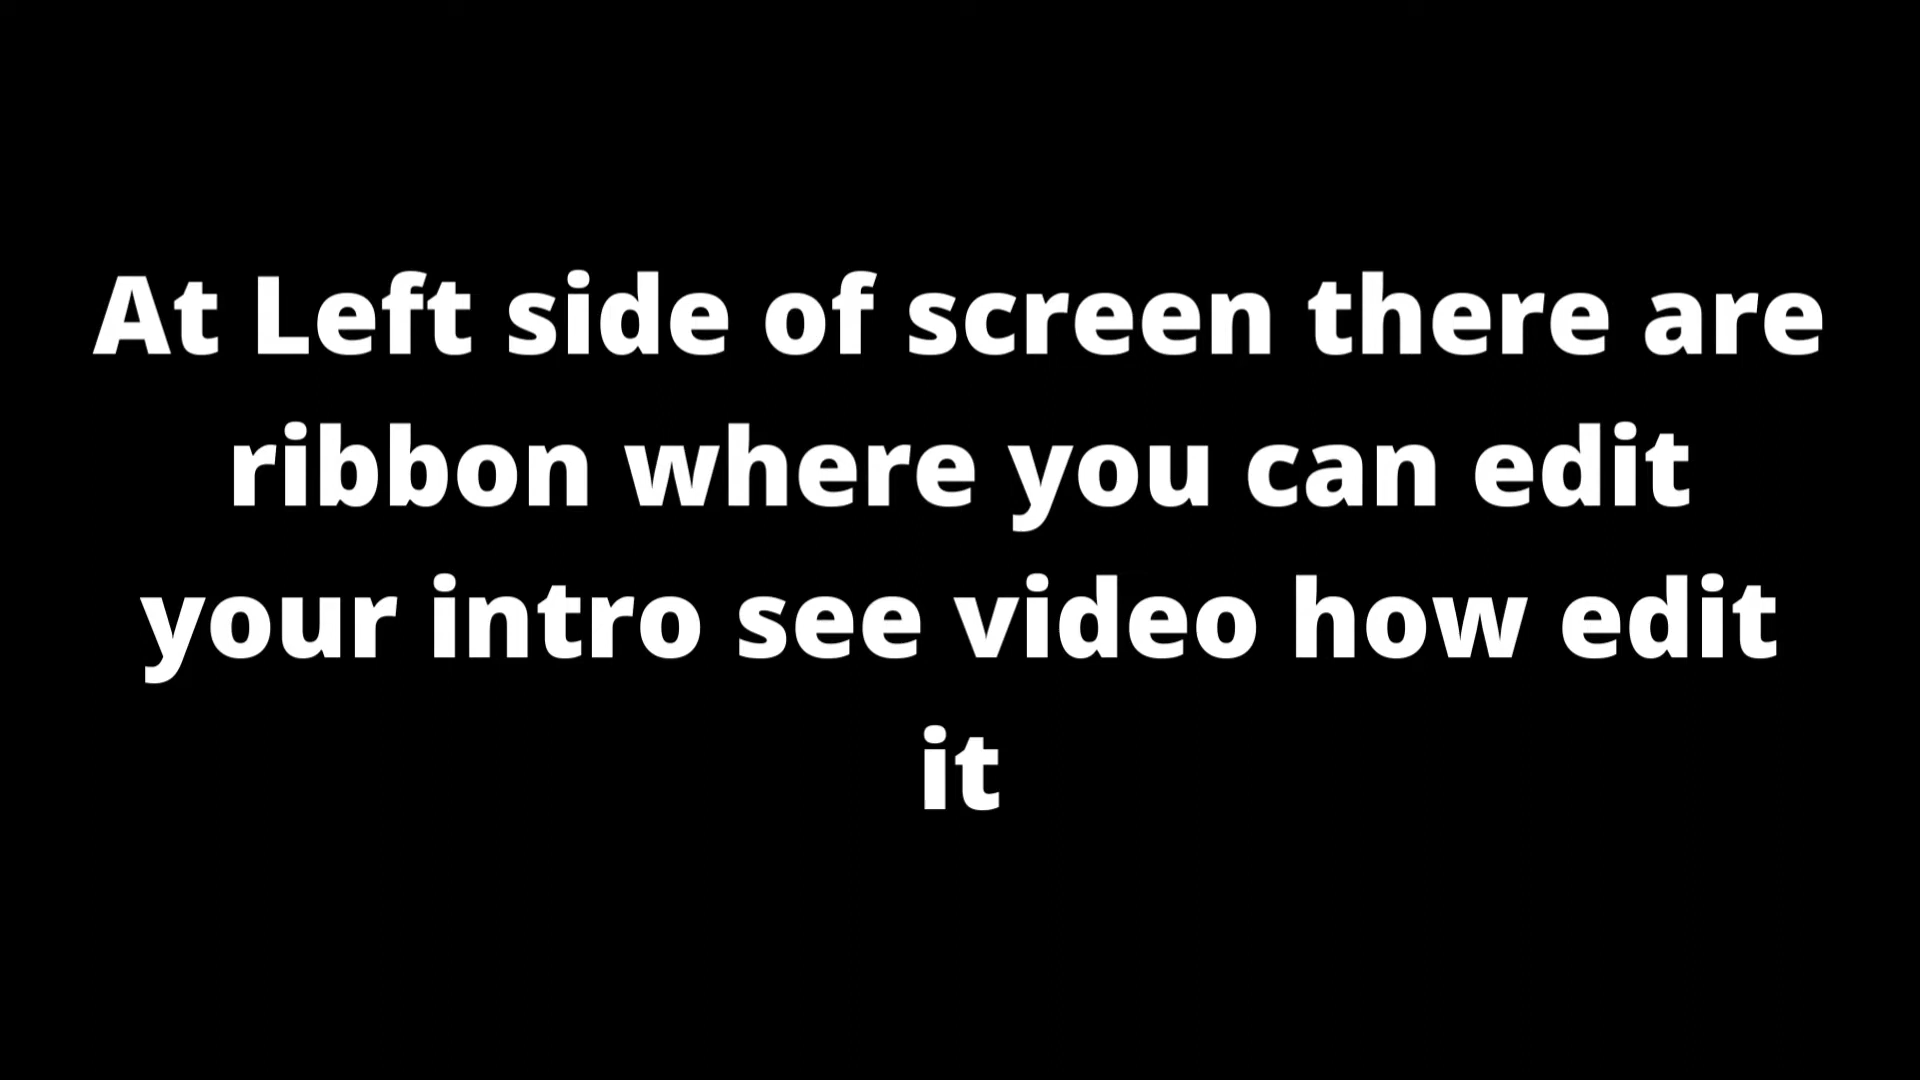 At Left side of screen there are
ribbon where you can edit
your intro see video how edit
it